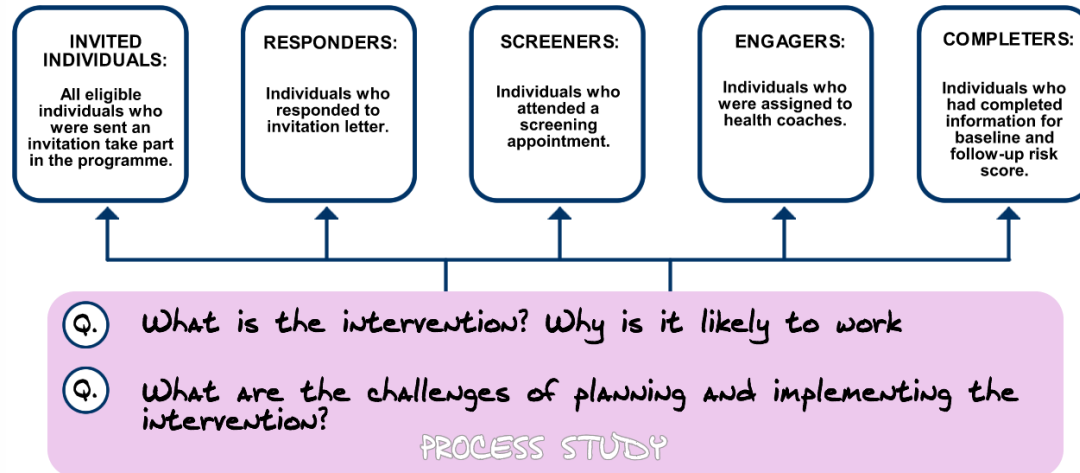 INVITED
INDIVIDUALS:
All eligible
individuals who
were sent an
invitation take part
in the programme.
RESPONDERS:
Individuals who
responded to
invitation letter.
SCREENERS:
Individuals who
attended a
screening
appointment.
ENGAGERS:
Individuals who
were assigned to
health coaches.
COMPLETERS:
Individuals who
had completed
information for
baseline and
follow-up risk
score.
Q. What is the intervention? Why is it likely to work
Q. What are the challenges of planning and implementing the
intervention?
PROCESS STUDY